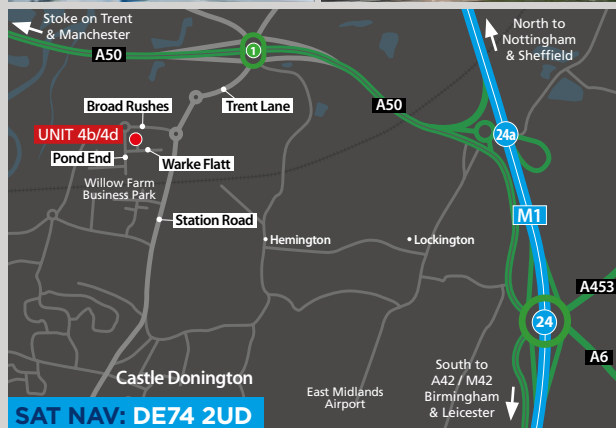 Stoke on Trent
& Manchester
A50
1
North to
Nottingham
& Sheffield
Broad Rushes
Trent Lane
A50
UNIT 4b/4d
24a
Pond End
Warke Flatt
Willow Farm
Business Park
M1
Station Road
Hemington
Lockington
A453
24
A6
South to
A42 / M42
Birmingham
& Leicester
Castle Donington
East Midlands
Airport
SAT NAV: DE74 2UD